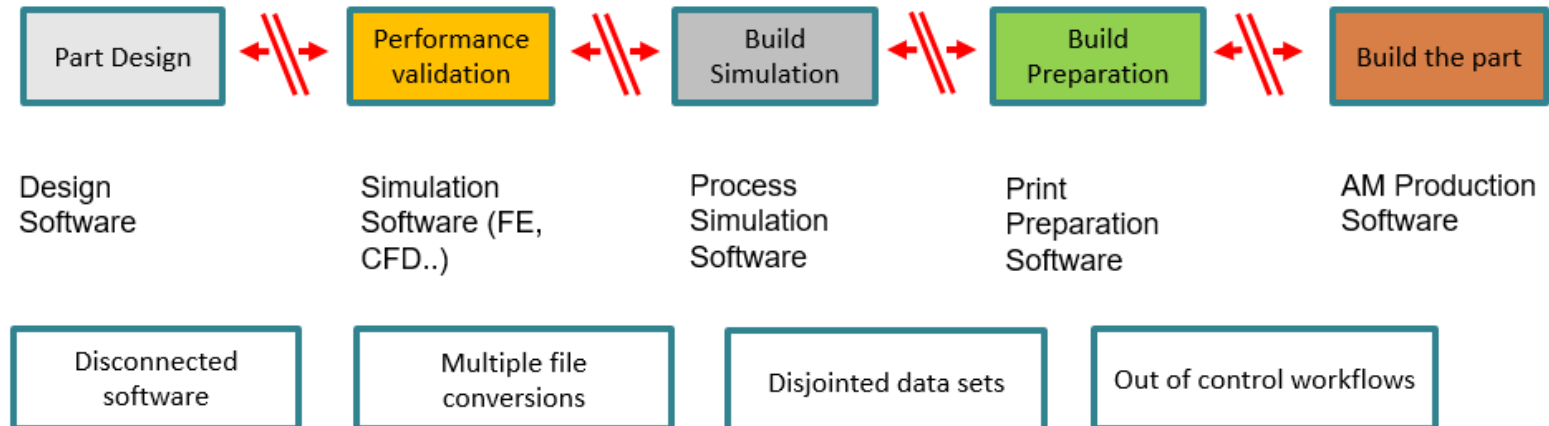 Part Design
Performance
validation
Build
Simulation
Build
Preparation
Build the part
Design
Software
Simulation
Software (FE,
CFD..)
Process
Simulation
Software
Print
Preparation
Software
AM Production
Software
Disconnected
software
Multiple file
conversions
Disjointed data sets
Out of control workflows